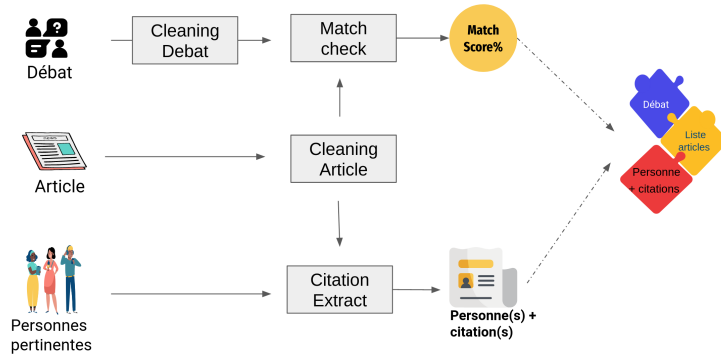 Débat
Cleaning
Debat
Match
check
Match
Score%
Article
Cleaning
Article
Personnes
pertinentes
Citation
Extract
Personne(s) +
citation(s)
Débat
Liste
articles
Personne
+ citations